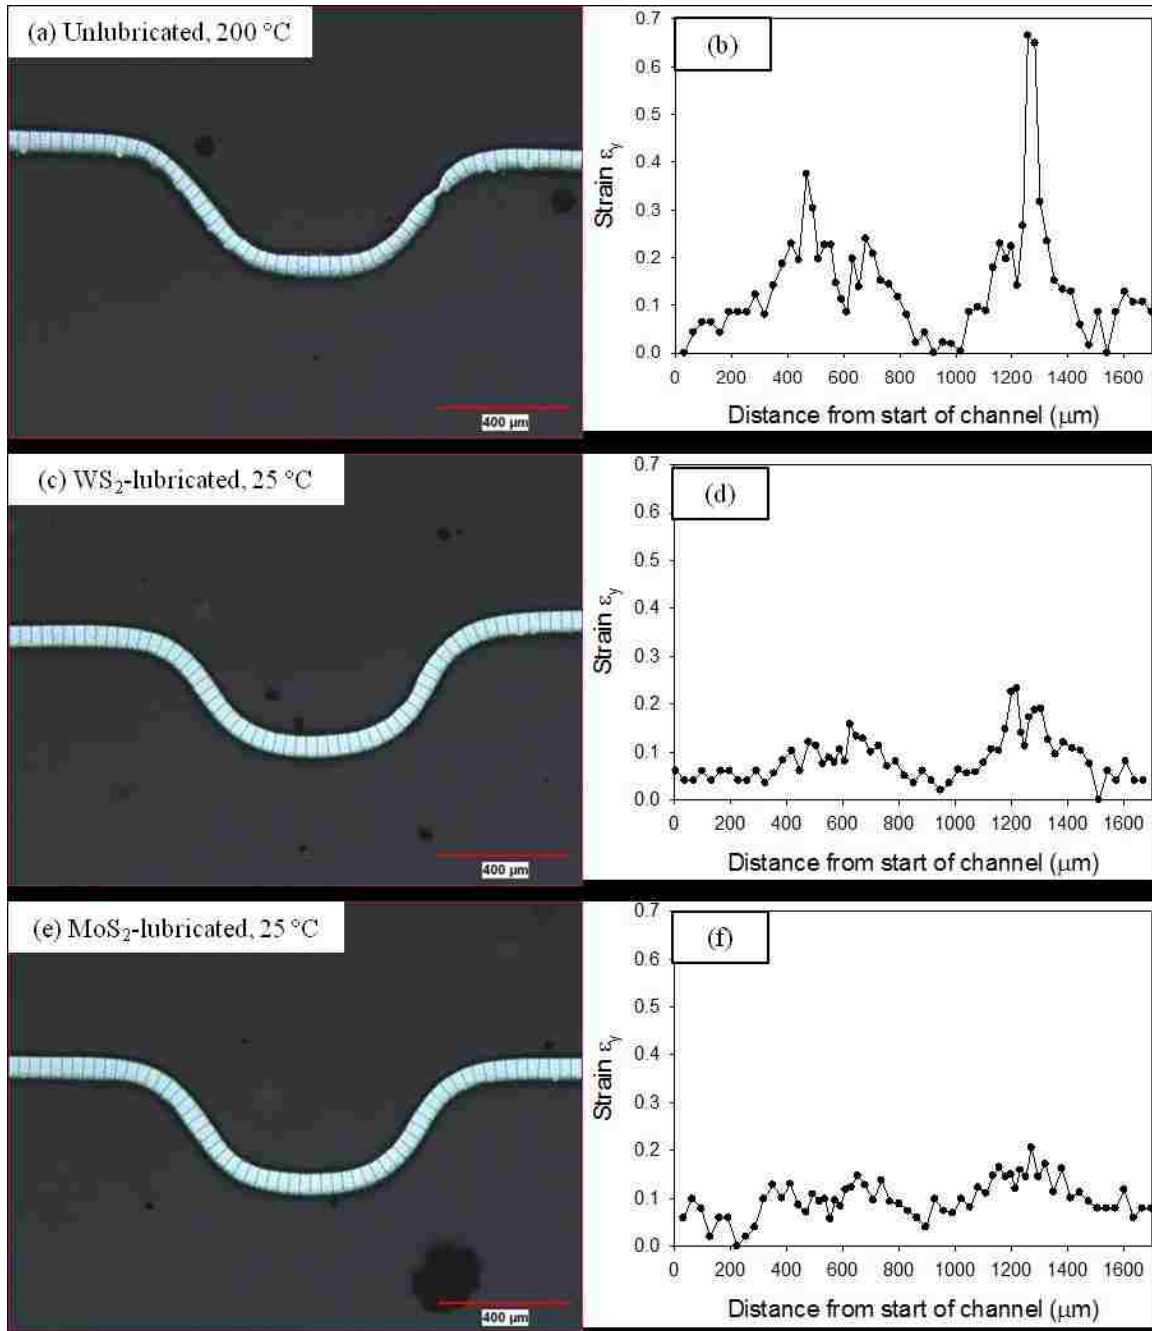 (a) Unlubricated, 200 °C
400 µm
(b)
Strain εy
0.7
0.6
0.5
0.4
0.3
0.2
0.1
0.0
0 200 400 600 800 1000 1200 1400 1600
Distance from start of channel (µm)
(c) WS₂-lubricated, 25 °C
400 µm
(d)
Strain εy
0.7
0.6
0.5
0.4
0.3
0.2
0.1
0.0
0 200 400 600 800 1000 1200 1400 1600
Distance from start of channel (µm)
(e) MoS₂-lubricated, 25 °C
400 µm
(f)
Strain εy
0.7
0.6
0.5
0.4
0.3
0.2
0.1
0.0
0 200 400 600 800 1000 1200 1400 1600
Distance from start of channel (µm)